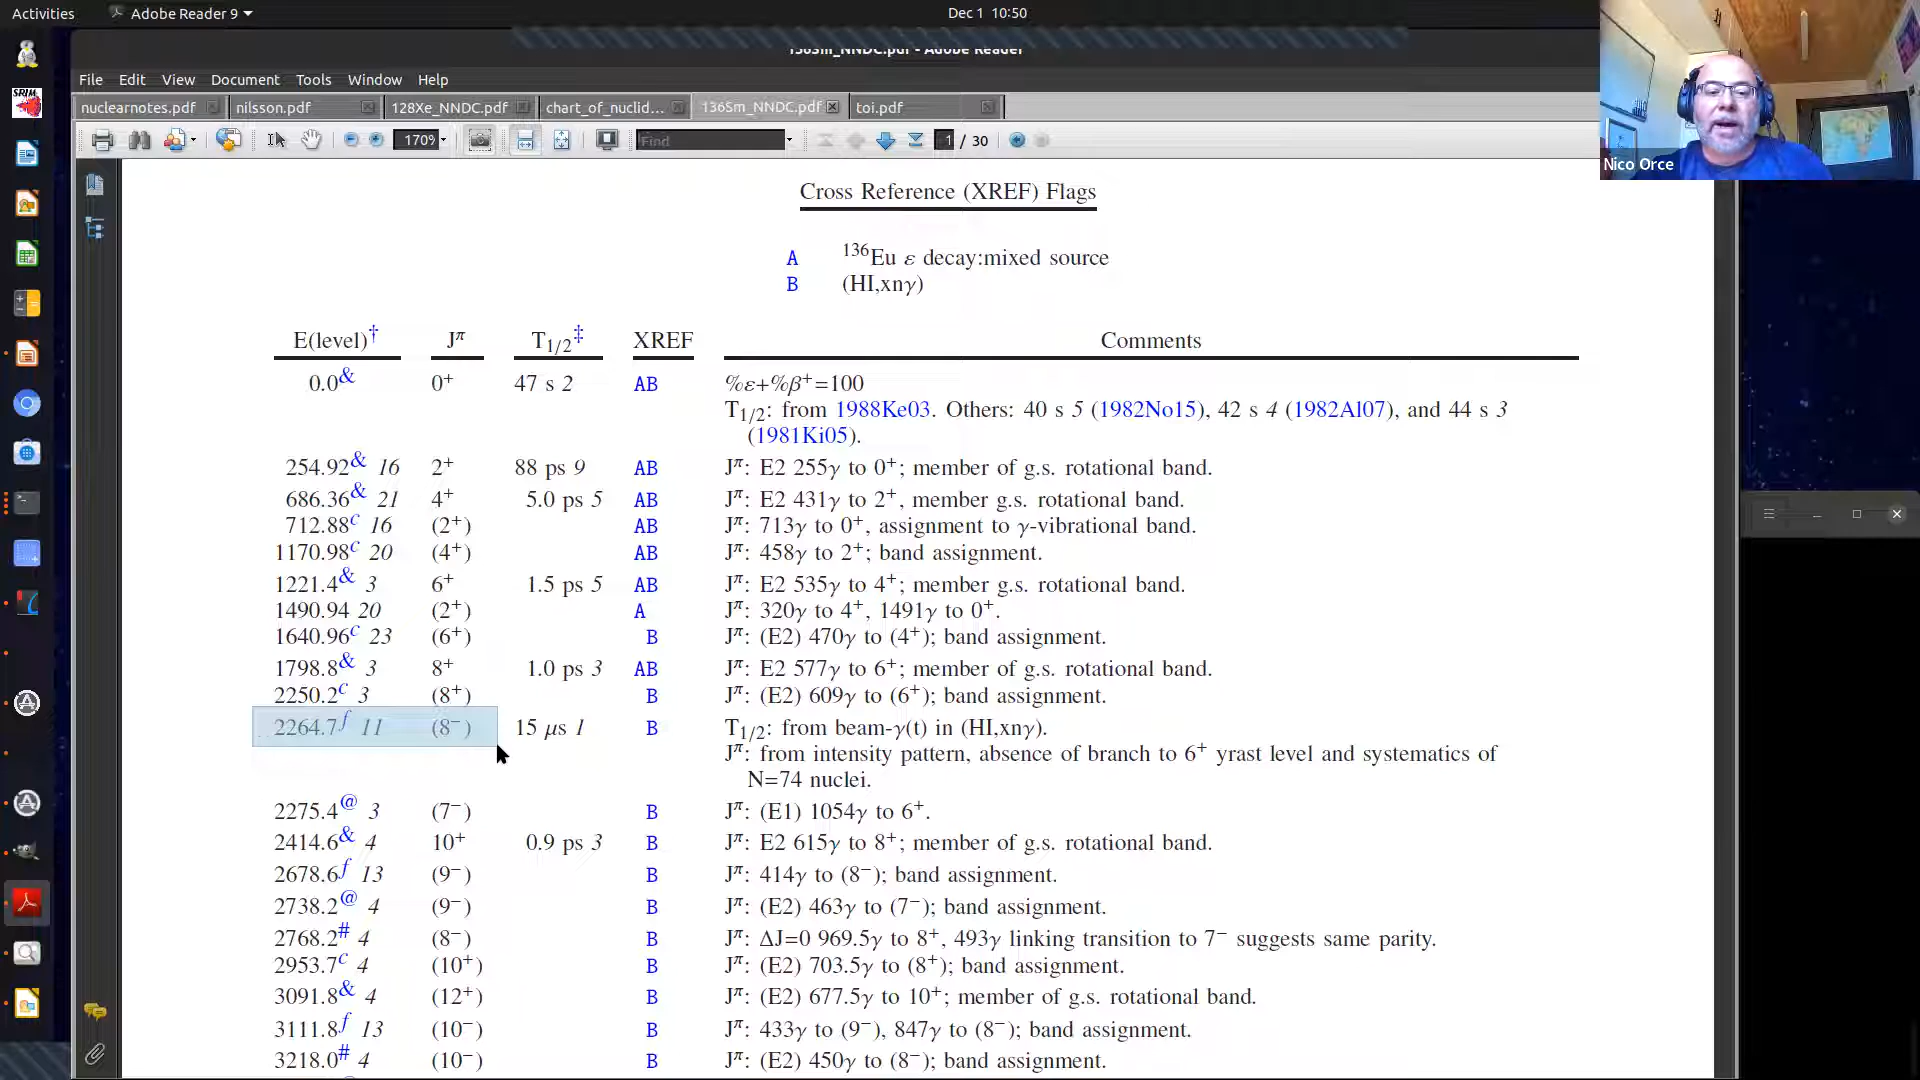 Activities
Adobe Reader 9
Dec 1 10:50
136Sm_NNDC.pdf - Adobe Reader
File Edit View Document Tools Window Help
nuclearnotes.pdf
nilsson.pdf
128Xe_NNDC.pdf
chart_of_nuclid...
136Sm_NNDC.pdf
toi.pdf
170%
Find
1 / 30
Nico Orce
SRIM
Cross Reference (XREF) Flags
A ¹³⁶Eu ε decay:mixed source
B (HI,xnγ)
E(level)† Jπ T1/2‡ XREF Comments
0.0& 0⁺ 47 s 2 AB %ε+%β⁺=100
T1/2: from 1988Ke03. Others: 40 s 5 (1982No15), 42 s 4 (1982Al07), and 44 s 3
(1981Ki05).
254.92& 16 2⁺ 88 ps 9 AB Jπ: E2 255γ to 0⁺; member of g.s. rotational band.
686.36& 21 4⁺ 5.0 ps 5 AB Jπ: E2 431γ to 2⁺, member g.s. rotational band.
712.88c 16 (2⁺) AB Jπ: 713γ to 0⁺, assignment to γ-vibrational band.
1170.98c 20 (4⁺) AB Jπ: 458γ to 2⁺; band assignment.
1221.4& 3 6⁺ 1.5 ps 5 AB Jπ: E2 535γ to 4⁺; member of g.s. rotational band.
1490.94 20 (2⁺) A Jπ: 320γ to 4⁺, 1491γ to 0⁺.
1640.96c 23 (6⁺) B Jπ: (E2) 470γ to (4⁺); band assignment.
1798.8& 3 8⁺ 1.0 ps 3 AB Jπ: E2 577γ to 6⁺; member of g.s. rotational band.
2250.2c 3 (8⁺) B Jπ: (E2) 609γ to (6⁺); band assignment.
2264.7f 11 (8⁻) 15 μs 1 B T1/2: from beam-γ(t) in (HI,xnγ).
Jπ: from intensity pattern, absence of branch to 6⁺ yrast level and systematics of
N=74 nuclei.
2275.4@ 3 (7⁻) B Jπ: (E1) 1054γ to 6⁺.
2414.6& 4 10⁺ 0.9 ps 3 B Jπ: E2 615γ to 8⁺; member of g.s. rotational band.
2678.6f 13 (9⁻) B Jπ: 414γ to (8⁻); band assignment.
2738.2@ 4 (9⁻) B Jπ: (E2) 463γ to (7⁻); band assignment.
2768.2# 4 (8⁻) B Jπ: ΔJ=0 969.5γ to 8⁺, 493γ linking transition to 7⁻ suggests same parity.
2953.7c 4 (10⁺) B Jπ: (E2) 703.5γ to (8⁺); band assignment.
3091.8& 4 (12⁺) B Jπ: (E2) 677.5γ to 10⁺; member of g.s. rotational band.
3111.8f 13 (10⁻) B Jπ: 433γ to (9⁻), 847γ to (8⁻); band assignment.
3218.0# 4 (10⁻) B Jπ: (E2) 450γ to (8⁻); band assignment.